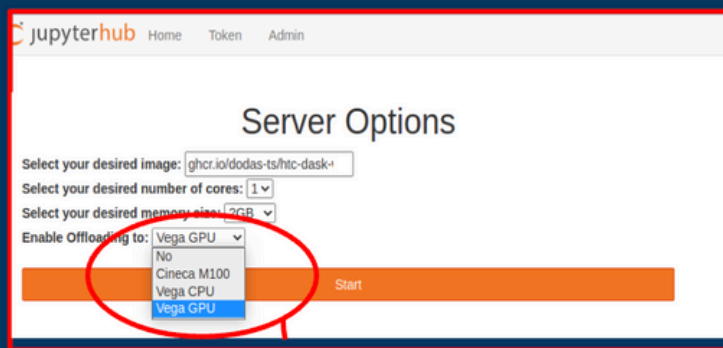 jupyterhub Home Token Admin
Server Options
Select your desired image: ghcr.io/dodas-ts/htc-dask-
Select your desired number of cores: 1
Select your desired memory size: 2GB
Enable Offloading to: Vega GPU
No
Cineca M100
Vega CPU
Vega GPU
Start